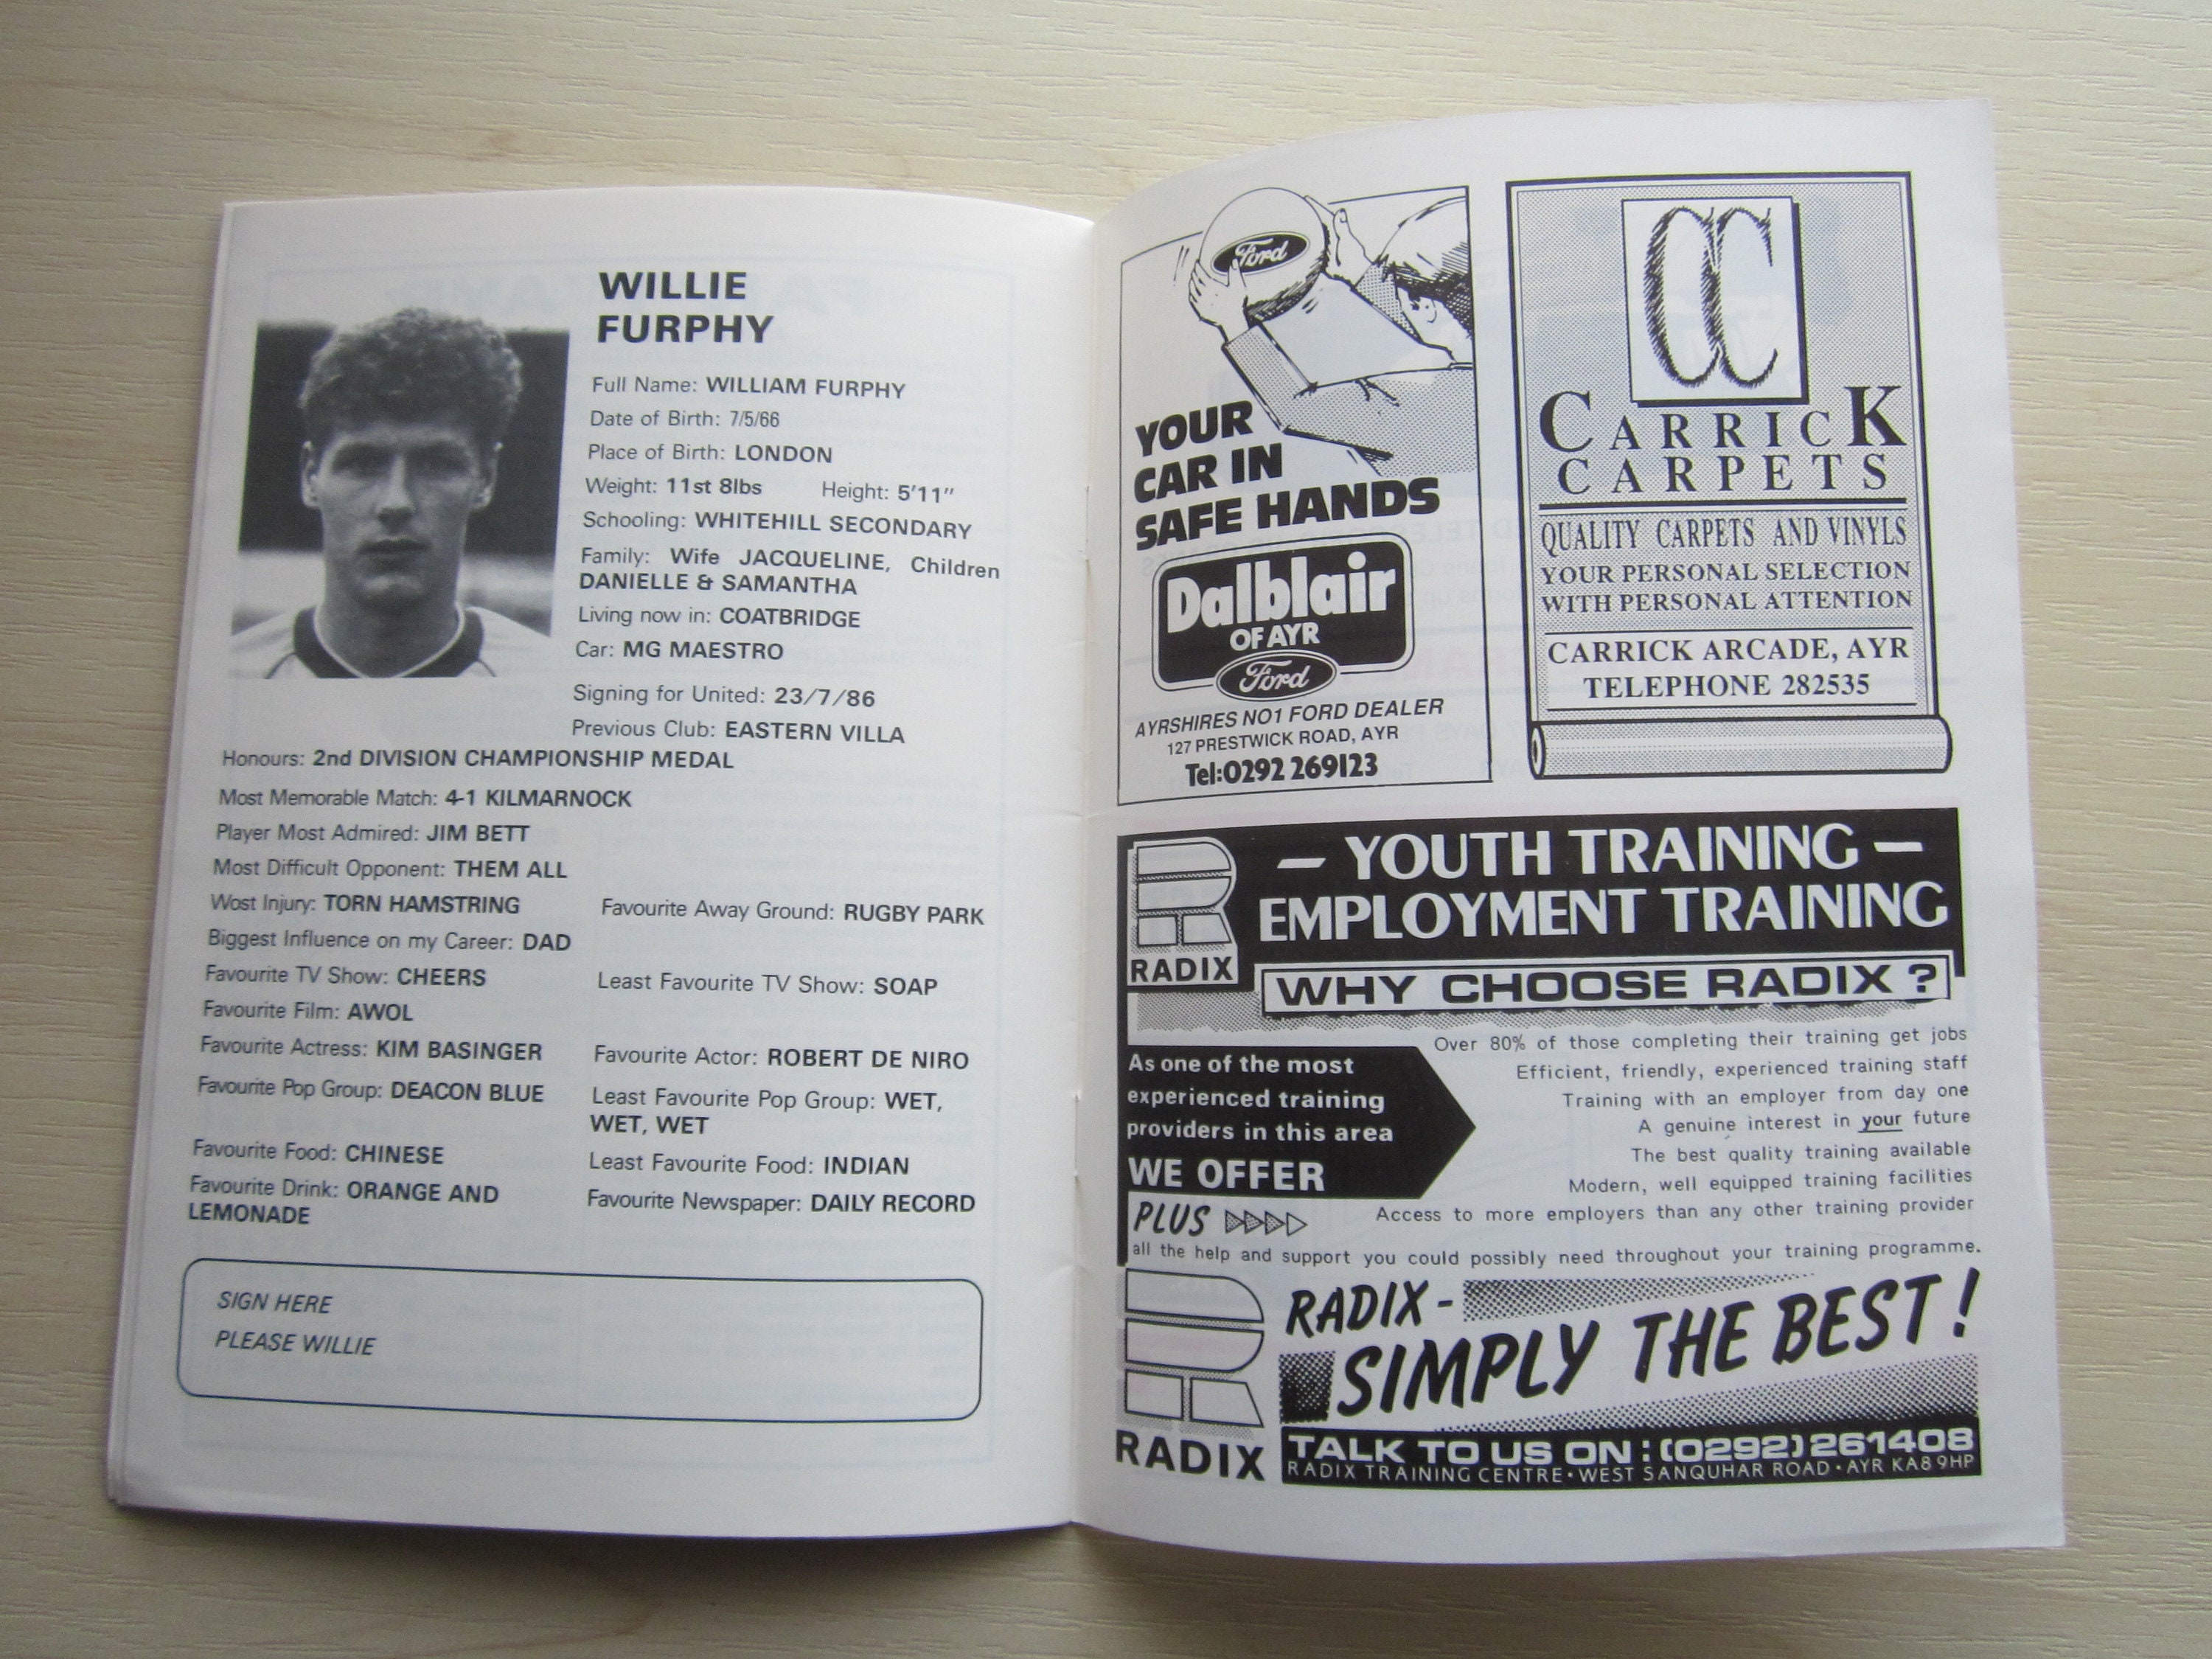 WILLIE
FURPHY
Full Name: WILLIAM FURPHY
Date of Birth: 7/5/66
Place of Birth: LONDON
Weight: 11st 8lbs Height: 5'11"
Schooling: WHITEHILL SECONDARY
Family: Wife JACQUELINE, Children
DANIELLE & SAMANTHA
Living now in: COATBRIDGE
Car: MG MAESTRO
Signing for United: 23/7/86
Previous Club: EASTERN VILLA
Honours: 2nd DIVISION CHAMPIONSHIP MEDAL
Most Memorable Match: 4-1 KILMARNOCK
Player Most Admired: JIM BETT
Most Difficult Opponent: THEM ALL
Wost Injury: TORN HAMSTRING
Favourite Away Ground: RUGBY PARK
Biggest Influence on my Career: DAD
Favourite TV Show: CHEERS
Least Favourite TV Show: SOAP
Favourite Film: AWOL
Favourite Actress: KIM BASINGER
Favourite Actor: ROBERT DE NIRO
Favourite Pop Group: DEACON BLUE
Least Favourite Pop Group: WET,
WET, WET
Favourite Food: CHINESE
Least Favourite Food: INDIAN
Favourite Drink: ORANGE AND
LEMONADE
Favourite Newspaper: DAILY RECORD
SIGN HERE
PLEASE WILLIE
Ford
YOUR
CAR IN
SAFE HANDS
Dalblair
OF AYR
Ford
AYRSHIRES NO1 FORD DEALER
127 PRESTWICK ROAD, AYR
Tel:0292 269123
CC
CARRICK
CARPETS
QUALITY CARPETS AND VINYLS
YOUR PERSONAL SELECTION
WITH PERSONAL ATTENTION
CARRICK ARCADE, AYR
TELEPHONE 282535
— YOUTH TRAINING —
EMPLOYMENT TRAINING
RADIX
WHY CHOOSE RADIX ?
As one of the most
experienced training
providers in this area
WE OFFER
Over 80% of those completing their training get jobs
Efficient, friendly, experienced training staff
Training with an employer from day one
A genuine interest in your future
The best quality training available
Modern, well equipped training facilities
Access to more employers than any other training provider
PLUS
all the help and support you could possibly need throughout your training programme.
RADIX -
SIMPLY THE BEST!
RADIX
TALK TO US ON : (0292) 261408
RADIX TRAINING CENTRE • WEST SANQUHAR ROAD • AYR KA8 9HP